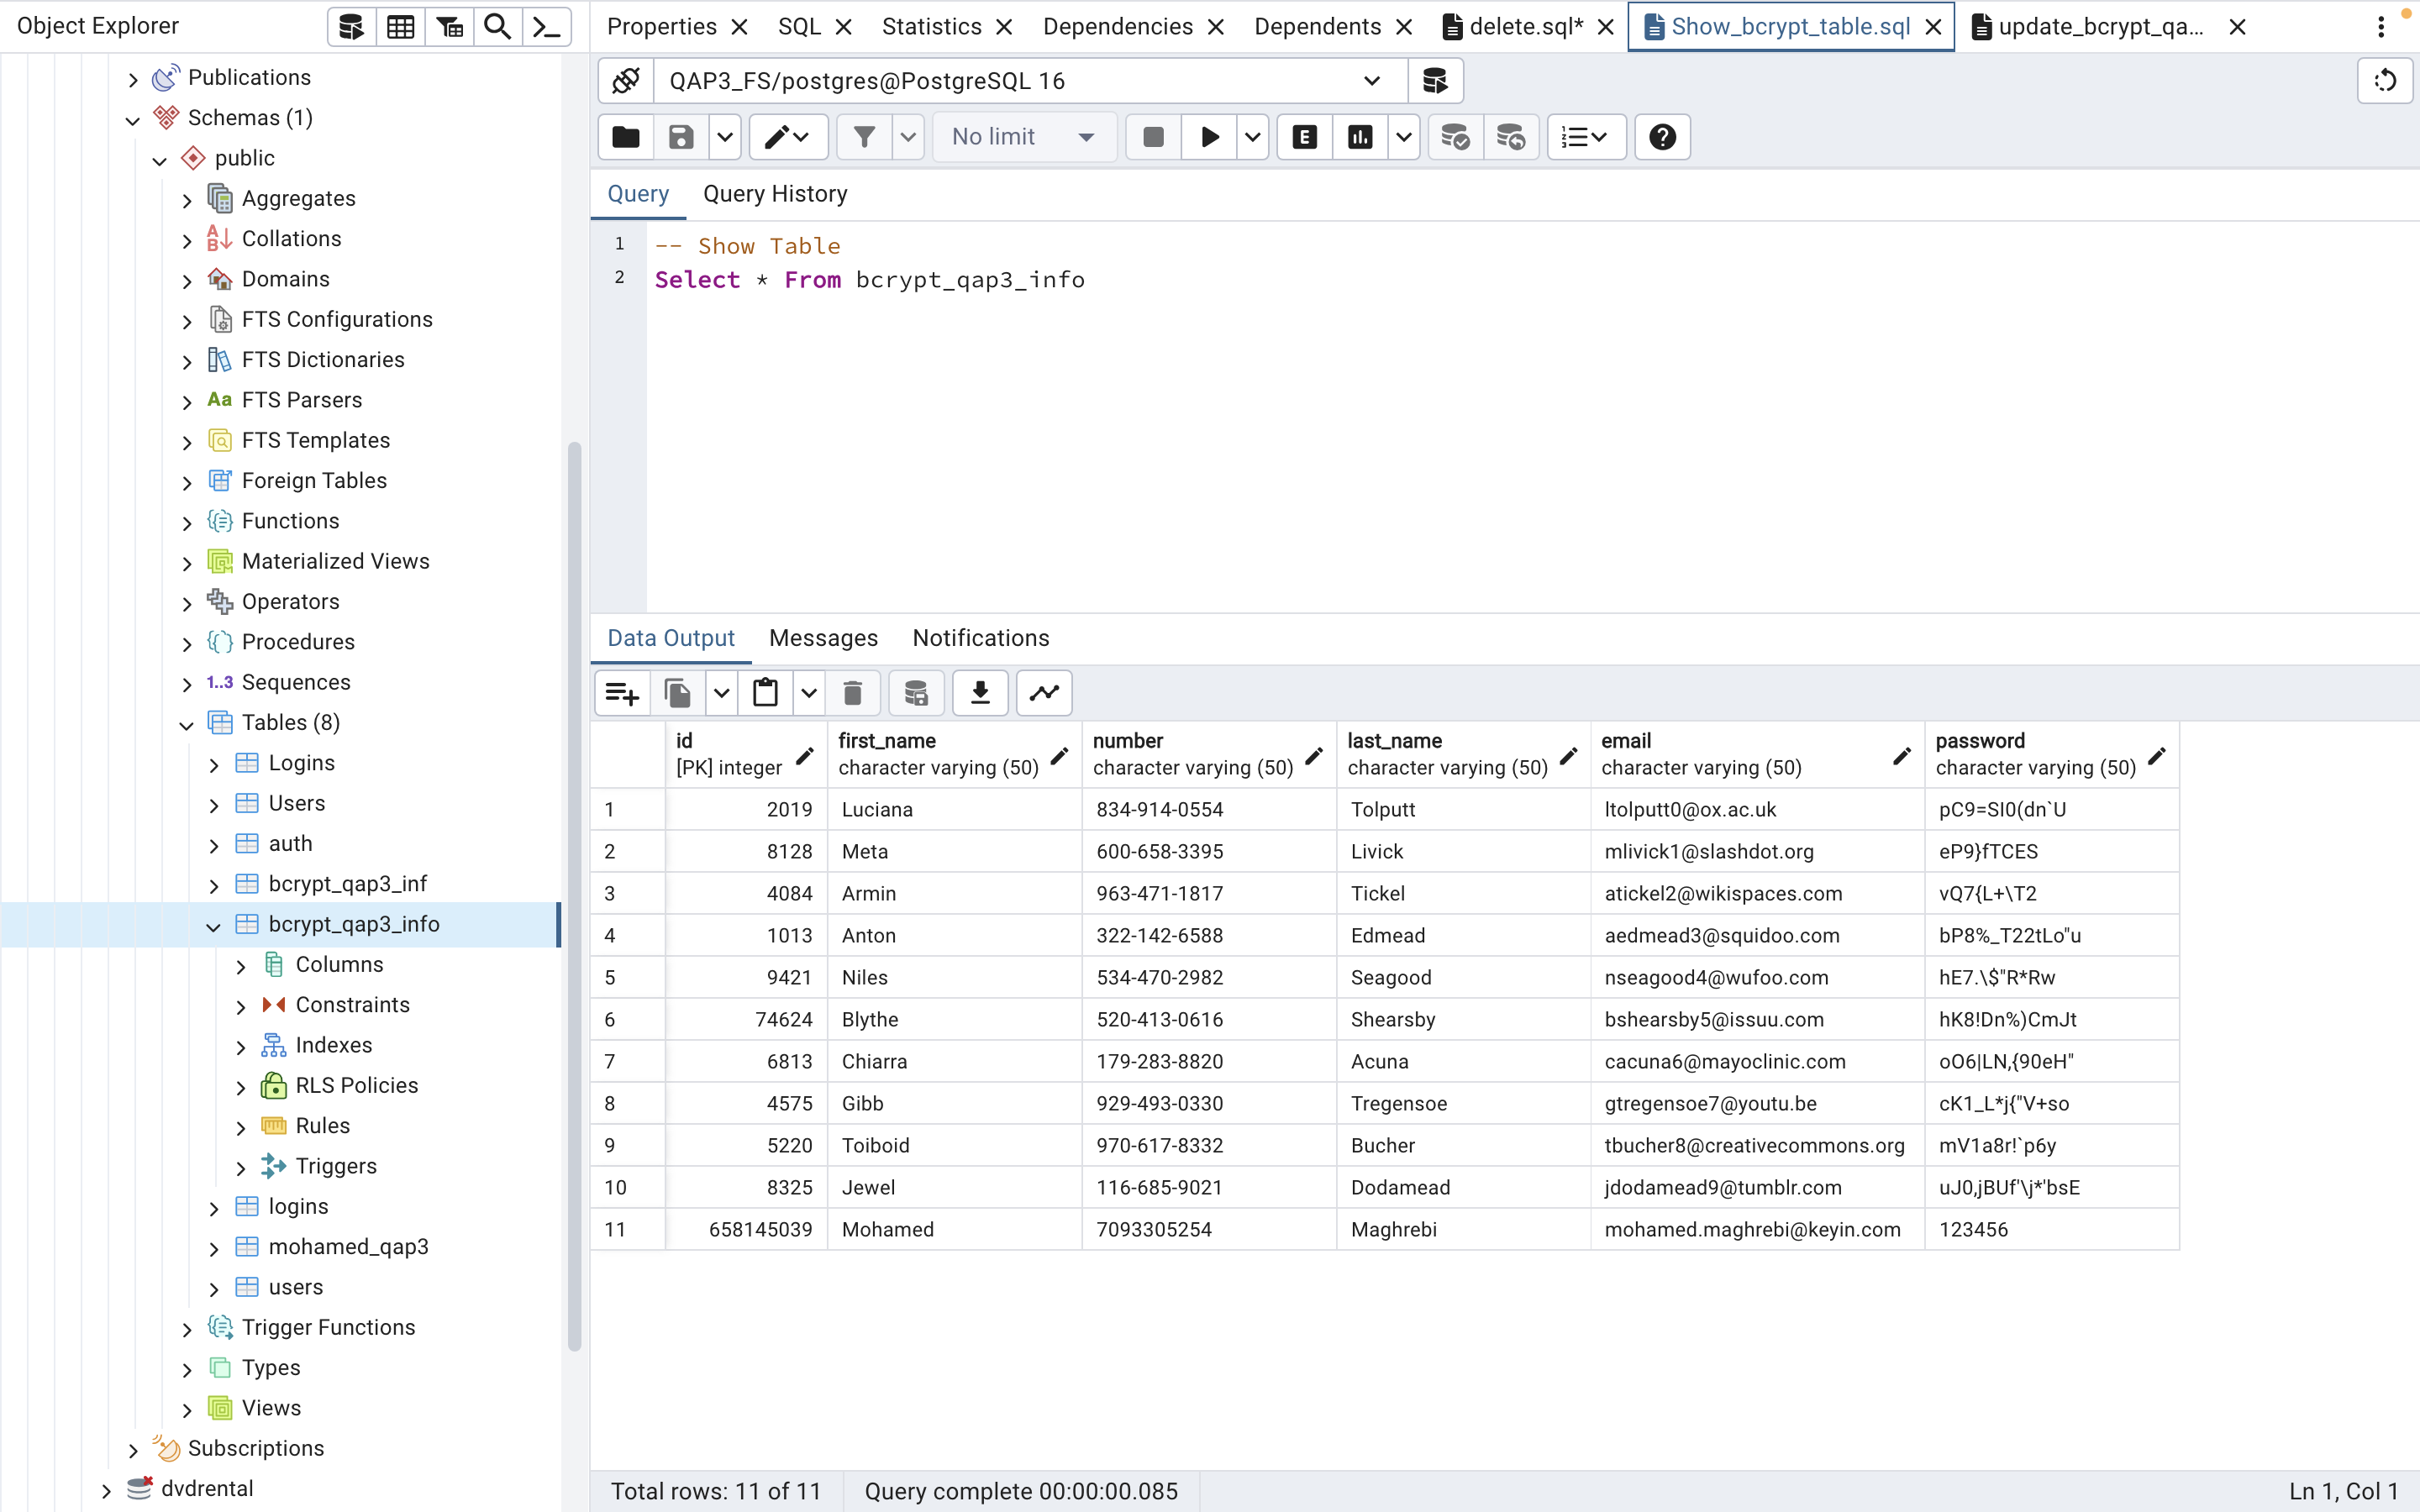 Object Explorer
Properties
SQL
Statistics
Dependencies
Dependents
delete.sql*
Show_bcrypt_table.sql
update_bcrypt_qa...
Publications
Schemas (1)
public
Aggregates
Collations
Domains
FTS Configurations
FTS Dictionaries
Aa FTS Parsers
FTS Templates
Foreign Tables
Functions
Materialized Views
Operators
Procedures
1..3 Sequences
Tables (8)
Logins
Users
auth
bcrypt_qap3_inf
bcrypt_qap3_info
Columns
Constraints
Indexes
RLS Policies
Rules
Triggers
logins
mohamed_qap3
users
Trigger Functions
Types
Views
Subscriptions
dvdrental
QAP3_FS/postgres@PostgreSQL 16
No limit
E
Query Query History
1 -- Show Table
2 Select * From bcrypt_qap3_info
Data Output Messages Notifications
id first_name number last_name email password
[PK] integer character varying (50) character varying (50) character varying (50) character varying (50) character varying (50)
1 2019 Luciana 834-914-0554 Tolputt ltolputt0@ox.ac.uk pC9=SI0(dn`U
2 8128 Meta 600-658-3395 Livick mlivick1@slashdot.org eP9}fTCES
3 4084 Armin 963-471-1817 Tickel atickel2@wikispaces.com vQ7{L+\T2
4 1013 Anton 322-142-6588 Edmead aedmead3@squidoo.com bP8%_T22tLo"u
5 9421 Niles 534-470-2982 Seagood nseagood4@wufoo.com hE7.\$"R*Rw
6 74624 Blythe 520-413-0616 Shearsby bshearsby5@issuu.com hK8!Dn%)CmJt
7 6813 Chiarra 179-283-8820 Acuna cacuna6@mayoclinic.com oO6|LN,{90eH"
8 4575 Gibb 929-493-0330 Tregensoe gtregensoe7@youtu.be cK1_L*j{"V+so
9 5220 Toiboid 970-617-8332 Bucher tbucher8@creativecommons.org mV1a8r!`p6y
10 8325 Jewel 116-685-9021 Dodamead jdodamead9@tumblr.com uJ0,jBUf'\j*'bsE
11 658145039 Mohamed 7093305254 Maghrebi mohamed.maghrebi@keyin.com 123456
Total rows: 11 of 11 Query complete 00:00:00.085 Ln 1, Col 1